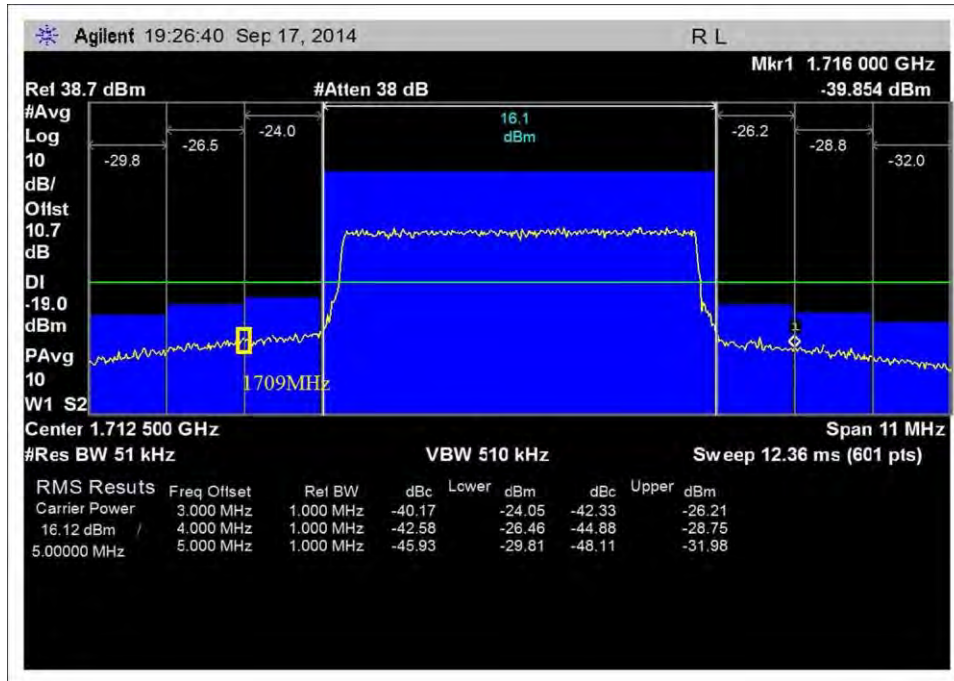 Agilent 19:26:40 Sep 17, 2014 R L
Mkr1 1.716 000 GHz
Ref 38.7 dBm #Atten 38 dB -39.854 dBm
#Avg
Log
10
dB/
Offst
10.7
dB
DI
-19.0
dBm
PAvg
10
W1 S2
16.1
dBm
-24.0 -26.2
-26.5 -28.8
-29.8 -32.0
1
1709MHz
Center 1.712 500 GHz Span 11 MHz
#Res BW 51 kHz VBW 510 kHz Sweep 12.36 ms (601 pts)
RMS Resuts Freq Offset Ref BW dBc Lower dBm dBc Upper dBm
Carrier Power 3.000 MHz 1.000 MHz -40.17 -24.05 -42.33 -26.21
16.12 dBm / 4.000 MHz 1.000 MHz -42.58 -26.46 -44.88 -28.75
5.00000 MHz 5.000 MHz 1.000 MHz -45.93 -29.81 -48.11 -31.98